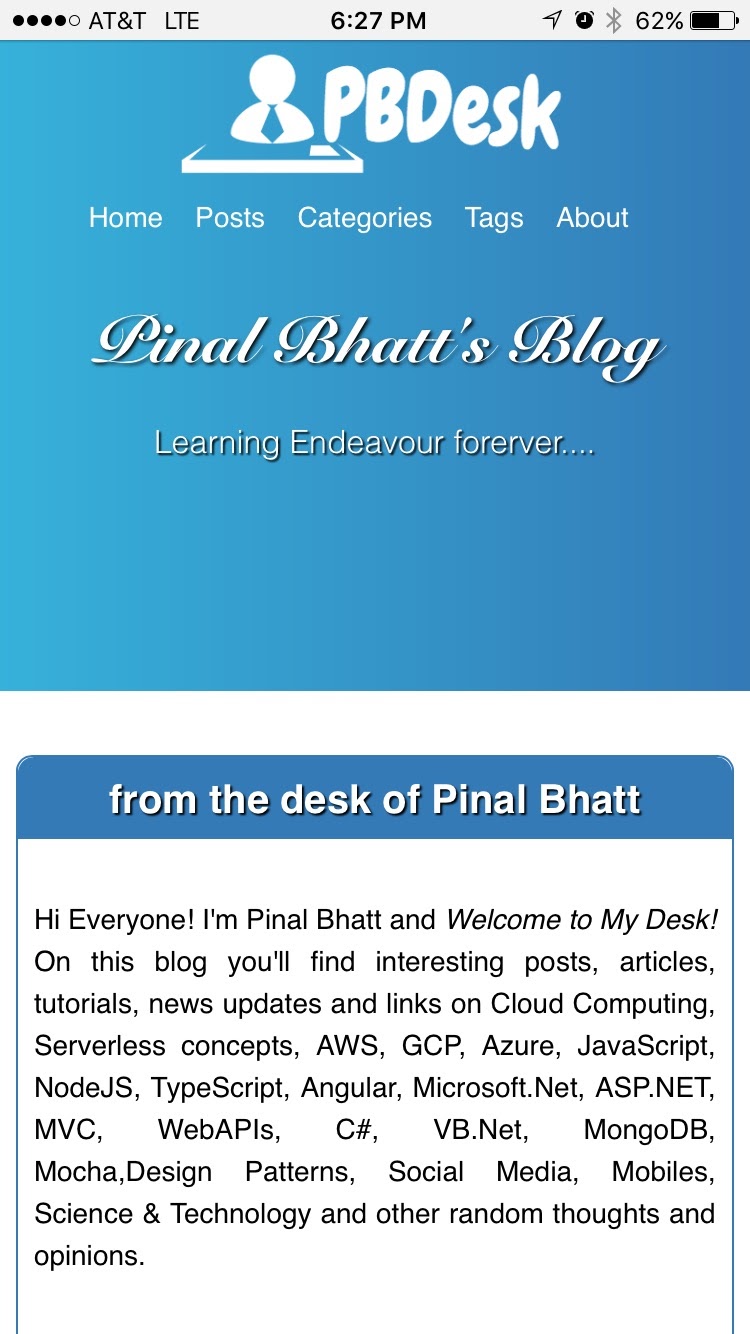 AT&T LTE 6:27 PM 62%
PBDesk
Home Posts Categories Tags About
Pinal Bhatt's Blog
Learning Endeavour forerver....
from the desk of Pinal Bhatt
Hi Everyone! I'm Pinal Bhatt and Welcome to My Desk!
On this blog you'll find interesting posts, articles,
tutorials, news updates and links on Cloud Computing,
Serverless concepts, AWS, GCP, Azure, JavaScript,
NodeJS, TypeScript, Angular, Microsoft.Net, ASP.NET,
MVC, WebAPIs, C#, VB.Net, MongoDB,
Mocha,Design Patterns, Social Media, Mobiles,
Science & Technology and other random thoughts and
opinions.